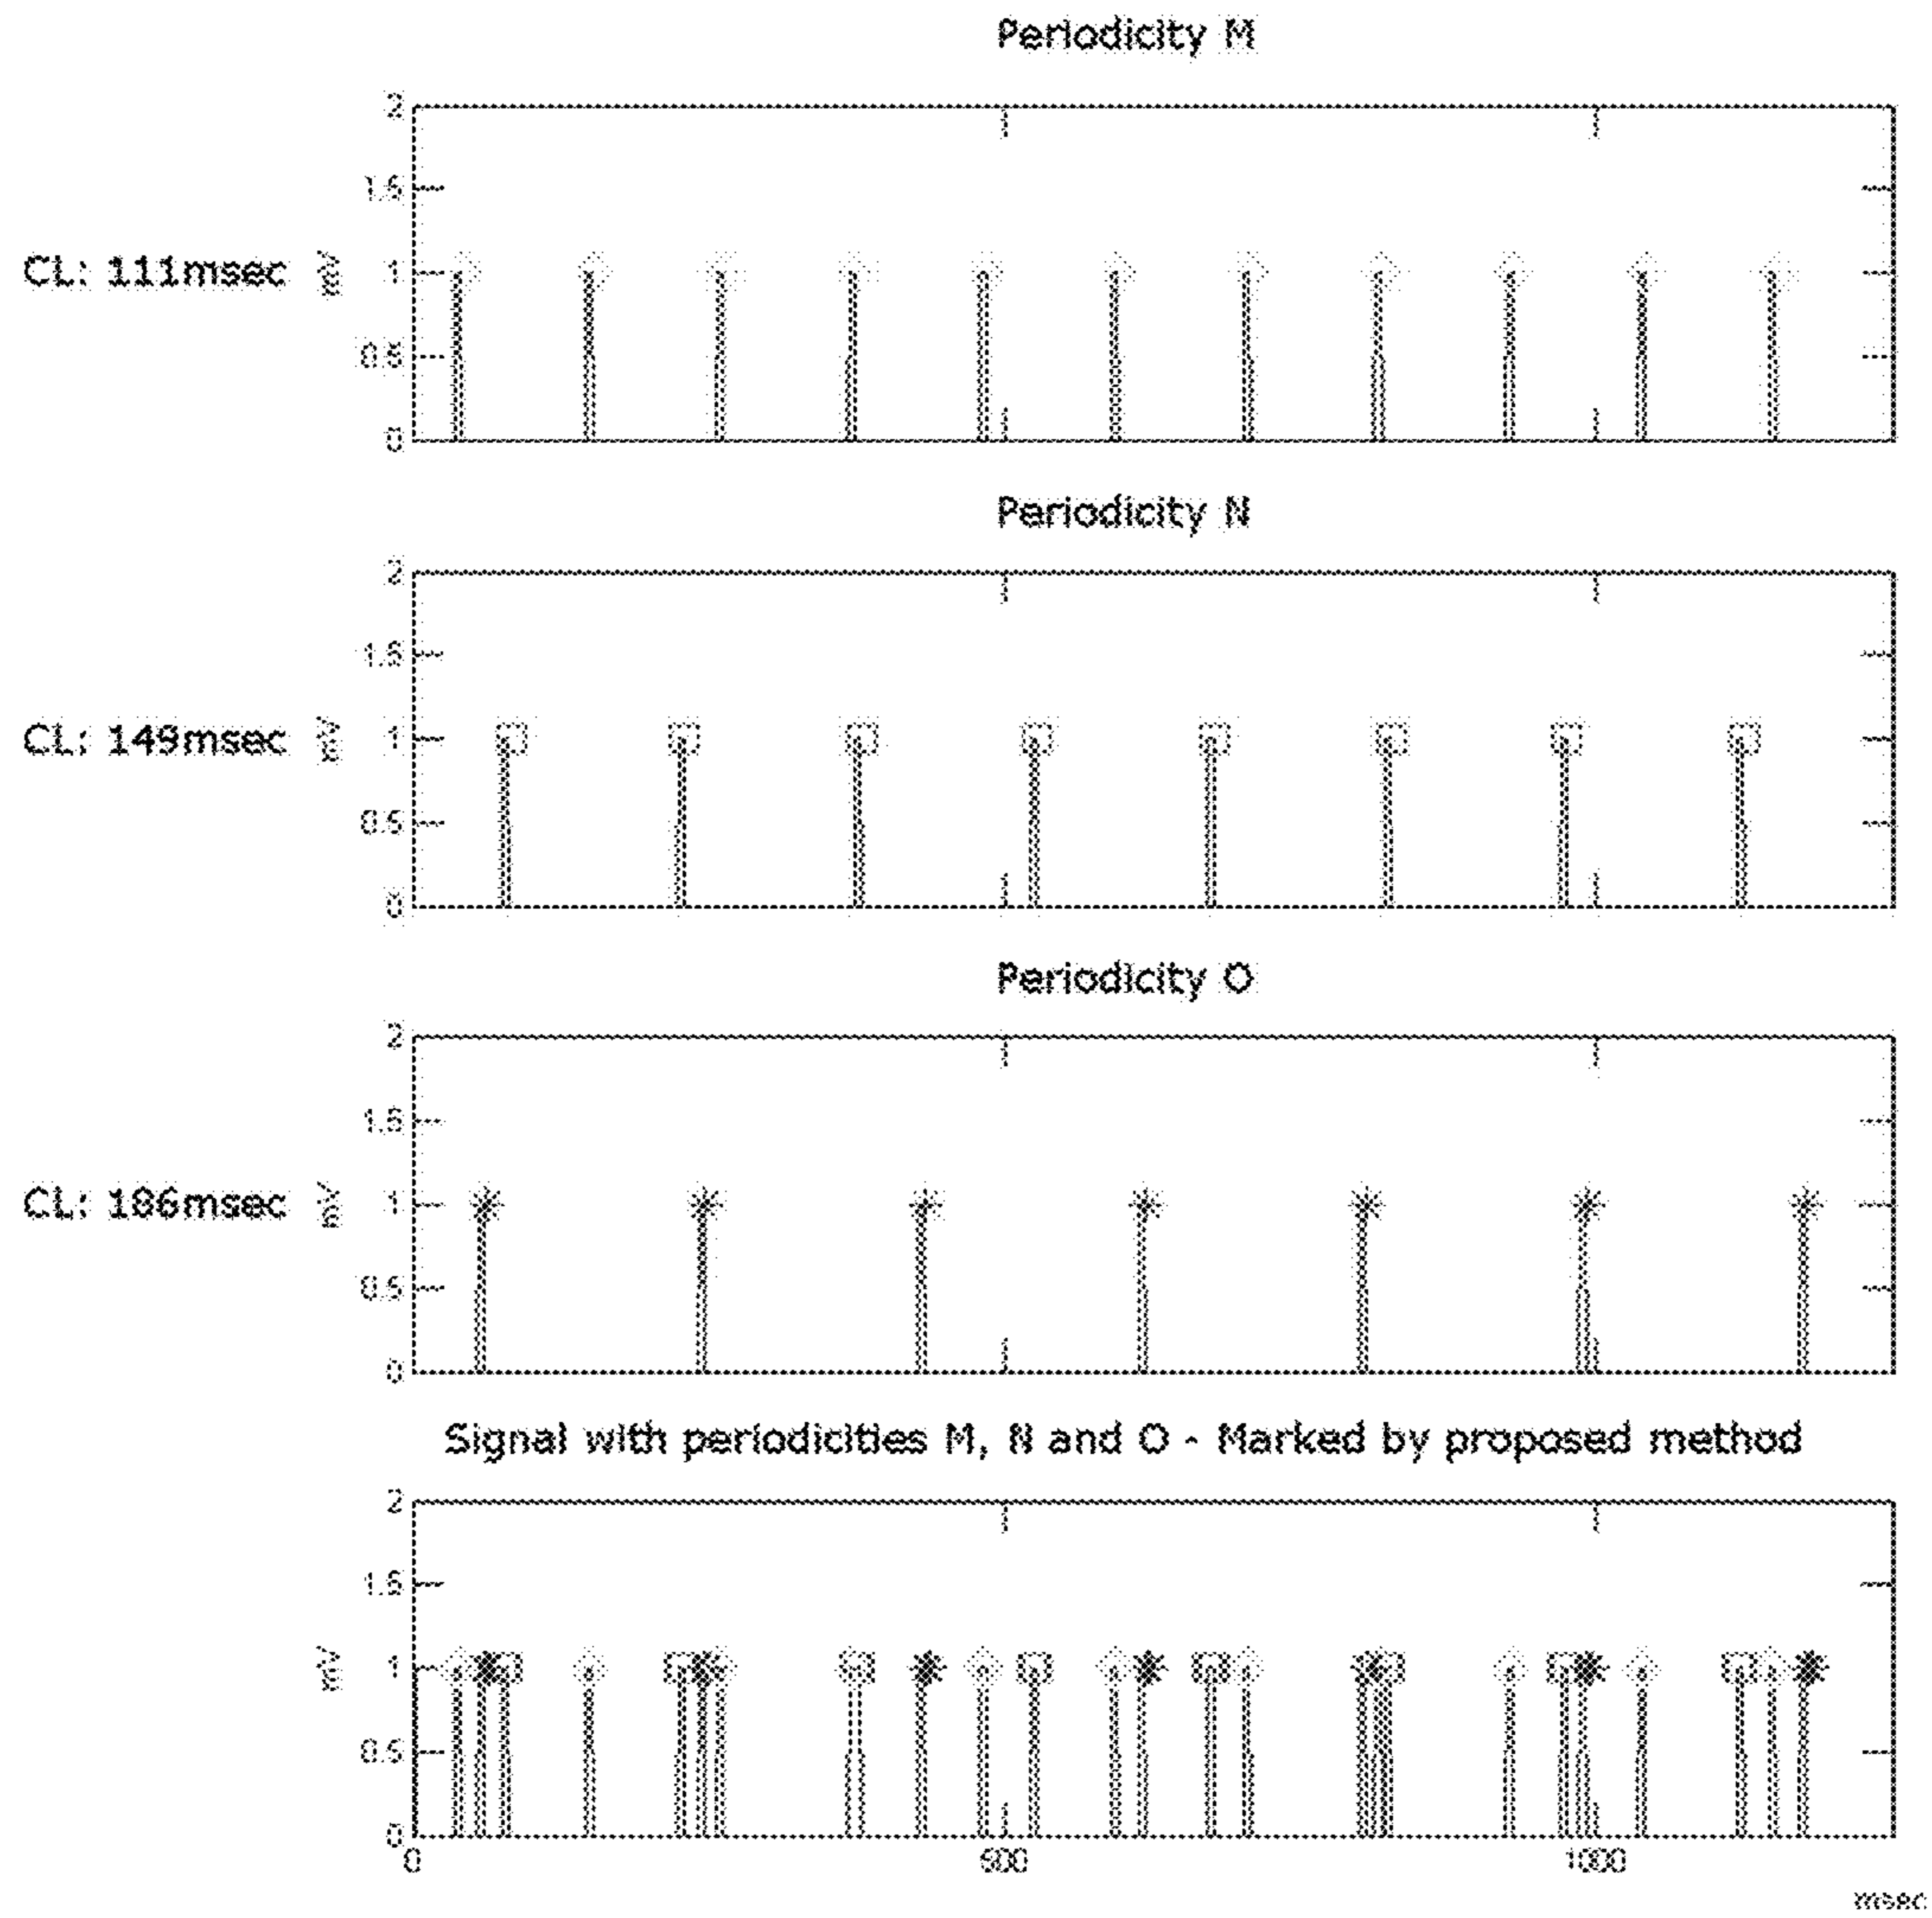 Periodicity M
2
1.5
CL: 111msec mV 1
0.5
0
Periodicity N
2
1.5
CL: 149msec mV 1
0.5
0
Periodicity O
2
1.5
CL: 186msec mV 1
0.5
0
Signal with periodicities M, N and O - Marked by proposed method
2
1.5
mV 1
0.5
0
0 500 1000
msec